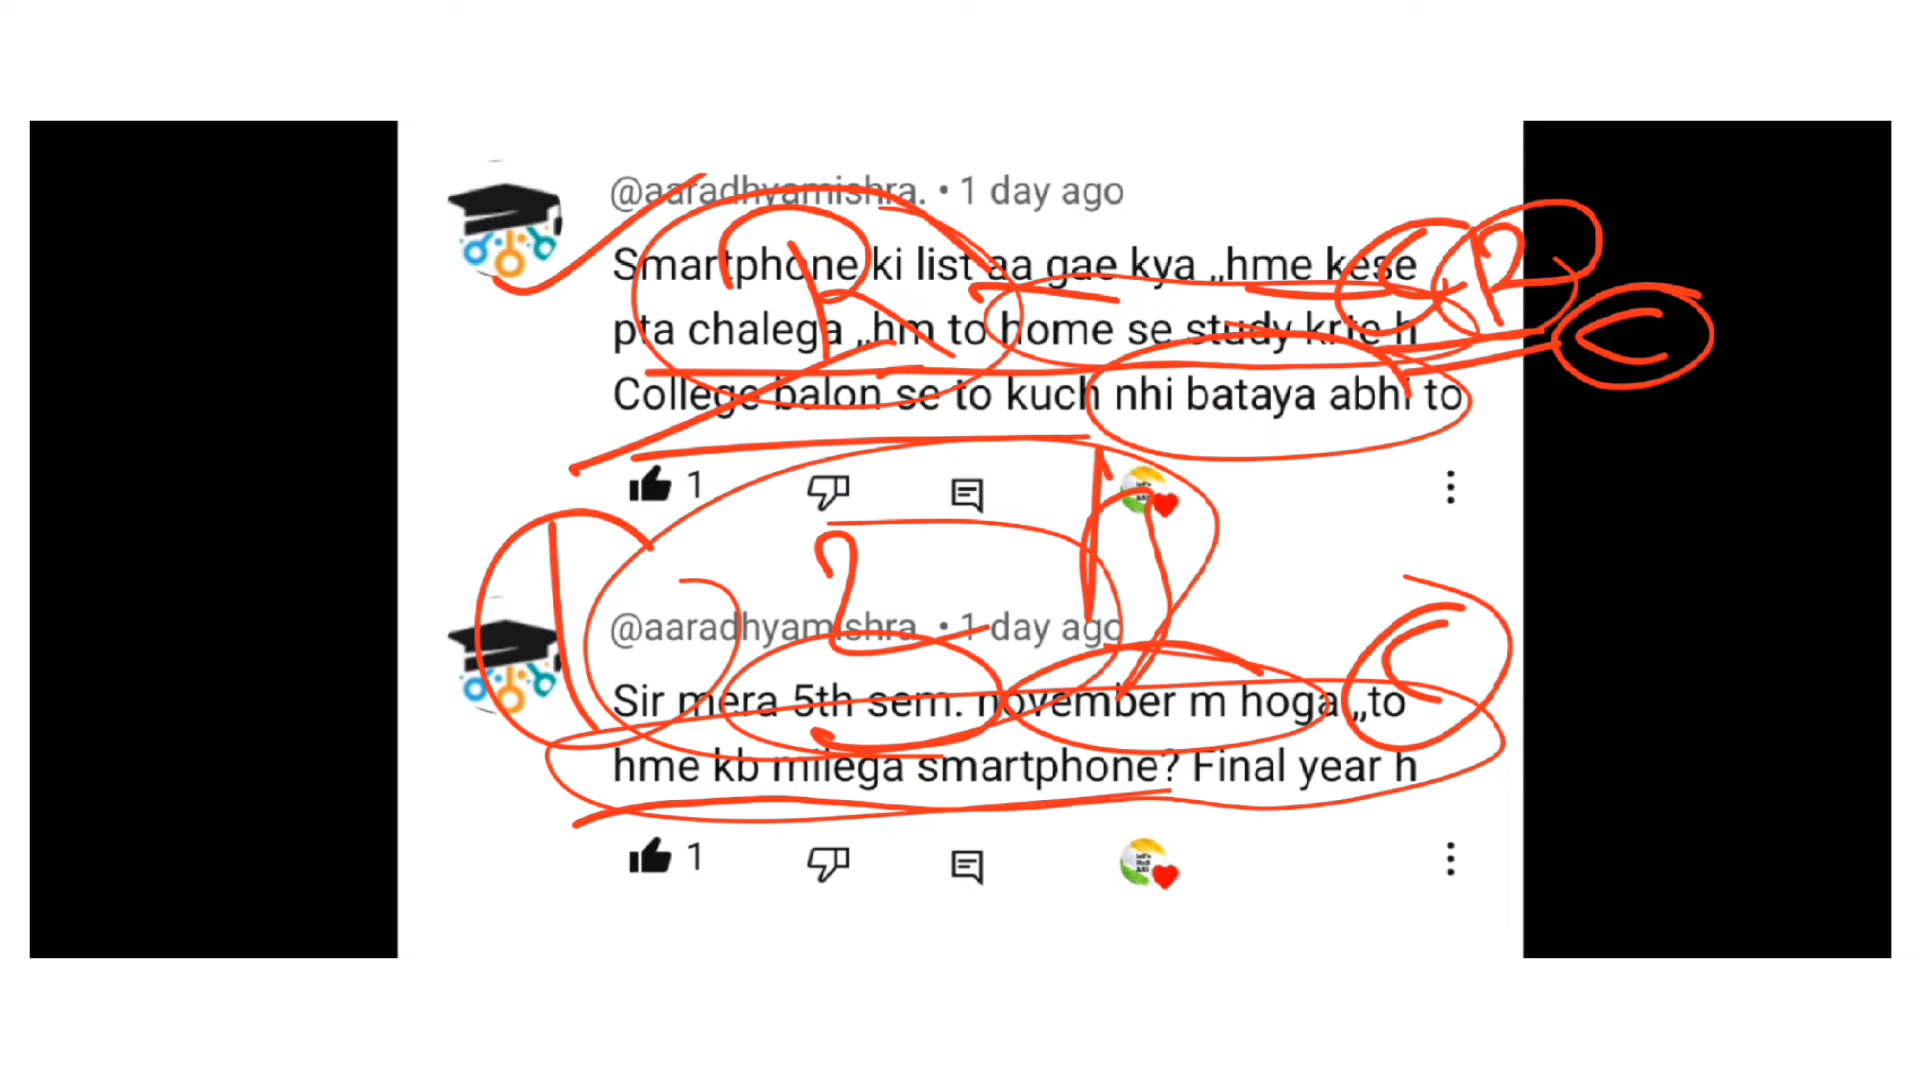 @aaradhyamishra. • 1 day ago
Smartphone ki list aa gae kya ,,hme kese
pta chalega ,,hm to home se study krte h
College balon se to kuch nhi bataya abhi to
1
@aaradhyamishra. • 1 day ago
Sir mera 5th sem. november m hoga ,,to
hme kb milega smartphone? Final year h
1